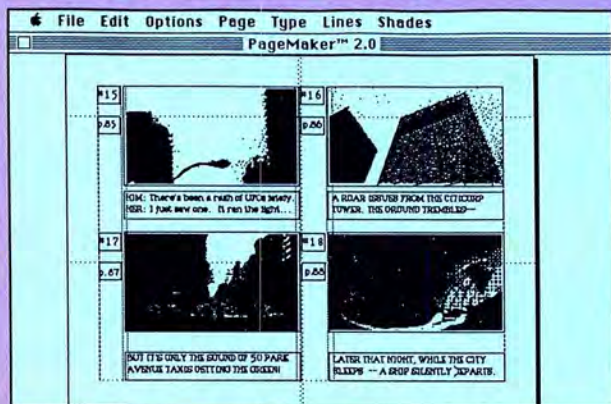 File Edit Options Page Type Lines Shades
PageMaker™ 2.0
#15
p.85
HIM: There's been a rash of UFOs lately.
HER: I just saw one. It ran the light...
#16
p.86
A ROAR ISSUES FROM THE CITICORP
TOWER. THE GROUND TREMBLED--
#17
p.87
BUT IT'S ONLY THE SOUND OF 50 PARK
AVENUE TAXIS GETTING THE GREEN!
#18
p.88
LATER THAT NIGHT, WHILE THE CITY
SLEEPS -- A SHIP SILENTLY DEPARTS.